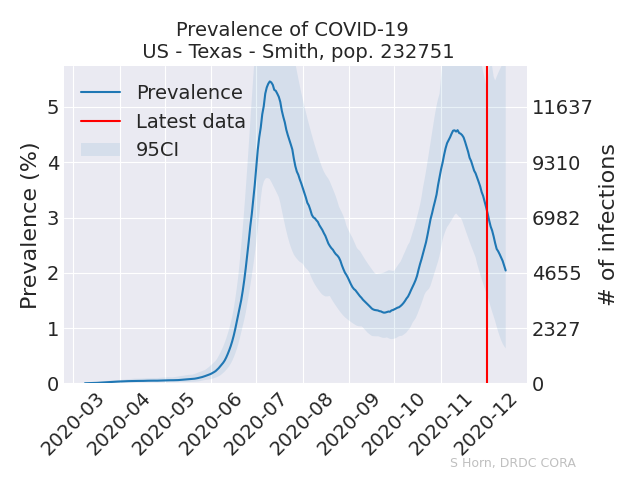 Prevalence of COVID-19
US - Texas - Smith, pop. 232751
Prevalence
Latest data
95CI
Prevalence (%)
5
4
3
2
1
0
11637
9310
6982
4655
2327
0
# of infections
2020-03
2020-04
2020-05
2020-06
2020-07
2020-08
2020-09
2020-10
2020-11
2020-12
S Horn, DRDC CORA